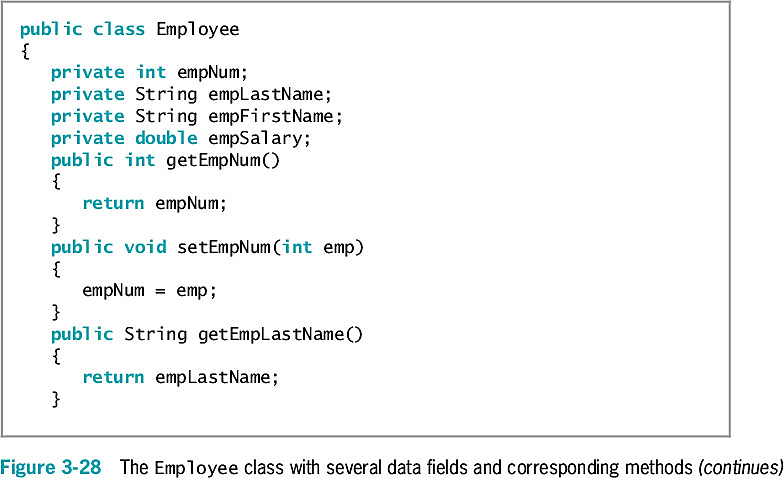 public class Employee
{
private int empNum;
private String empLastName;
private String empFirstName;
private double empSalary;
public int getEmpNum()
{
return empNum;
}
public void setEmpNum(int emp)
{
empNum = emp;
}
public String getEmpLastName()
{
return empLastName;
}
Figure 3-28 The Employee class with several data fields and corresponding methods (continues)